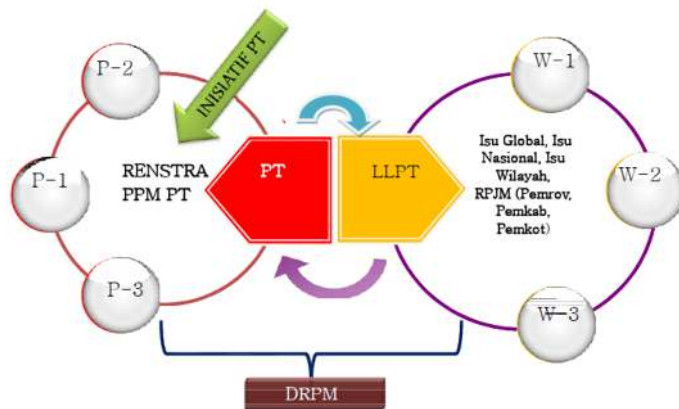 P-2
INISIATIF PT
W-1
P-1
RENSTRA
PPM PT
PT
LLPT
Isu Global, Isu
Nasional, Isu
Wilayah,
RPJM (Pemrov,
Pemkab,
Pemkot)
W-2
P-3
W-3
DRPM